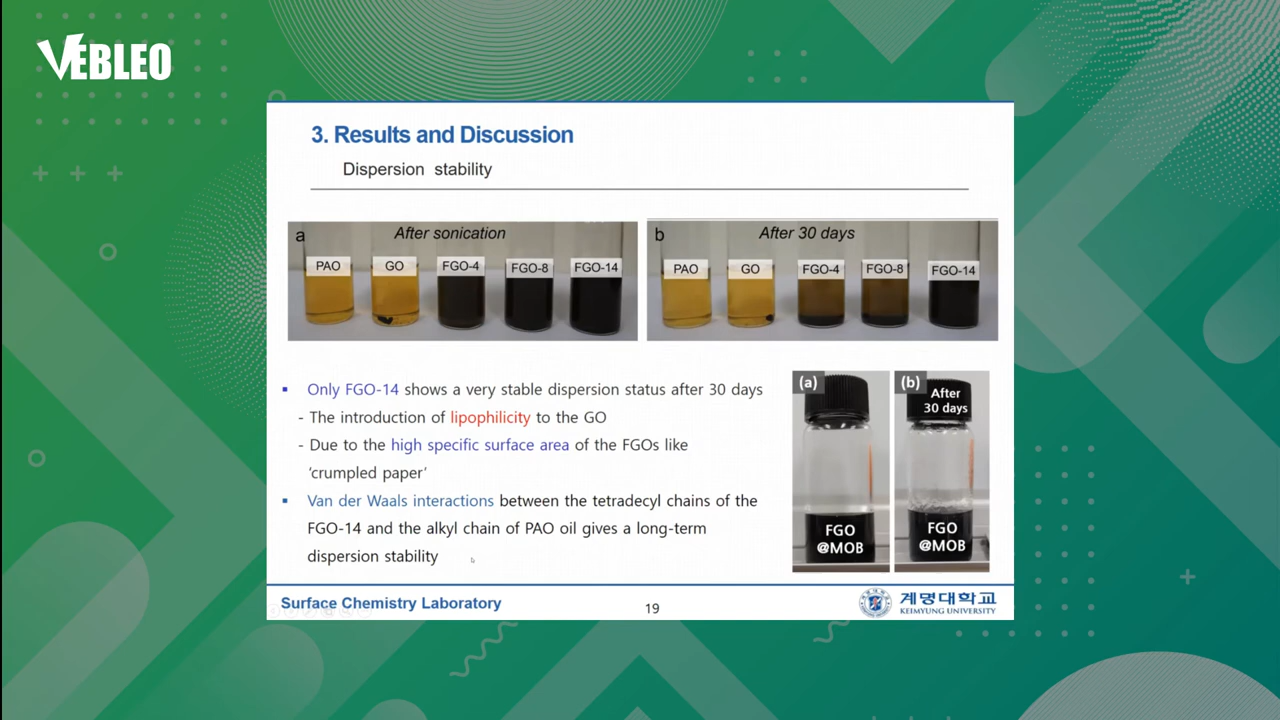 VEBLEO
3. Results and Discussion
Dispersion stability
a
After sonication
PAO
GO
FGO-4
FGO-8
FGO-14
b
After 30 days
PAO
GO
FGO-4
FGO-8
FGO-14
▪ Only FGO-14 shows a very stable dispersion status after 30 days
- The introduction of lipophilicity to the GO
- Due to the high specific surface area of the FGOs like
‘crumpled paper’
▪ Van der Waals interactions between the tetradecyl chains of the
FGO-14 and the alkyl chain of PAO oil gives a long-term
dispersion stability
(a)
FGO
@MOB
(b)
After
30 days
FGO
@MOB
Surface Chemistry Laboratory
19
계명대학교
KEIMYUNG UNIVERSITY